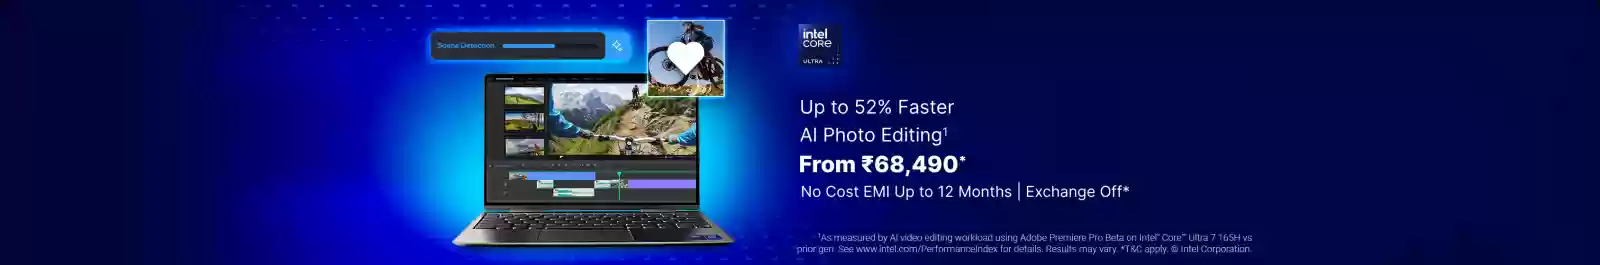 Scene Detection
intel
CORE
ULTRA
Up to 52% Faster
AI Photo Editing¹
From ₹68,490*
No Cost EMI Up to 12 Months | Exchange Off*
¹As measured by AI video editing workload using Adobe Premiere Pro Beta on Intel® Core™ Ultra 7 165H vs
prior gen. See www.intel.com/PerformanceIndex for details. Results may vary. *T&C apply. © Intel Corporation.